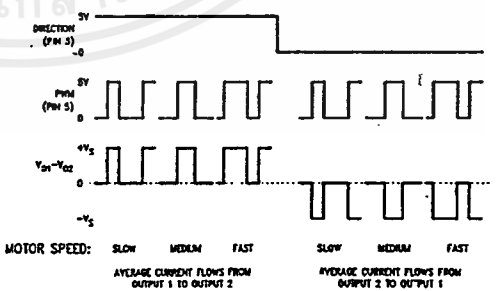 5V
DIRECTION
(PIN 3)
0
5V
PWM
(PIN 5)
0
+Vs
Vo1-Vo2
0
-Vs
MOTOR SPEED: SLOW MEDIUM FAST SLOW MEDIUM FAST
AVERAGE CURRENT FLOWS FROM
OUTPUT 1 TO OUTPUT 2
AVERAGE CURRENT FLOWS FROM
OUTPUT 2 TO OUTPUT 1